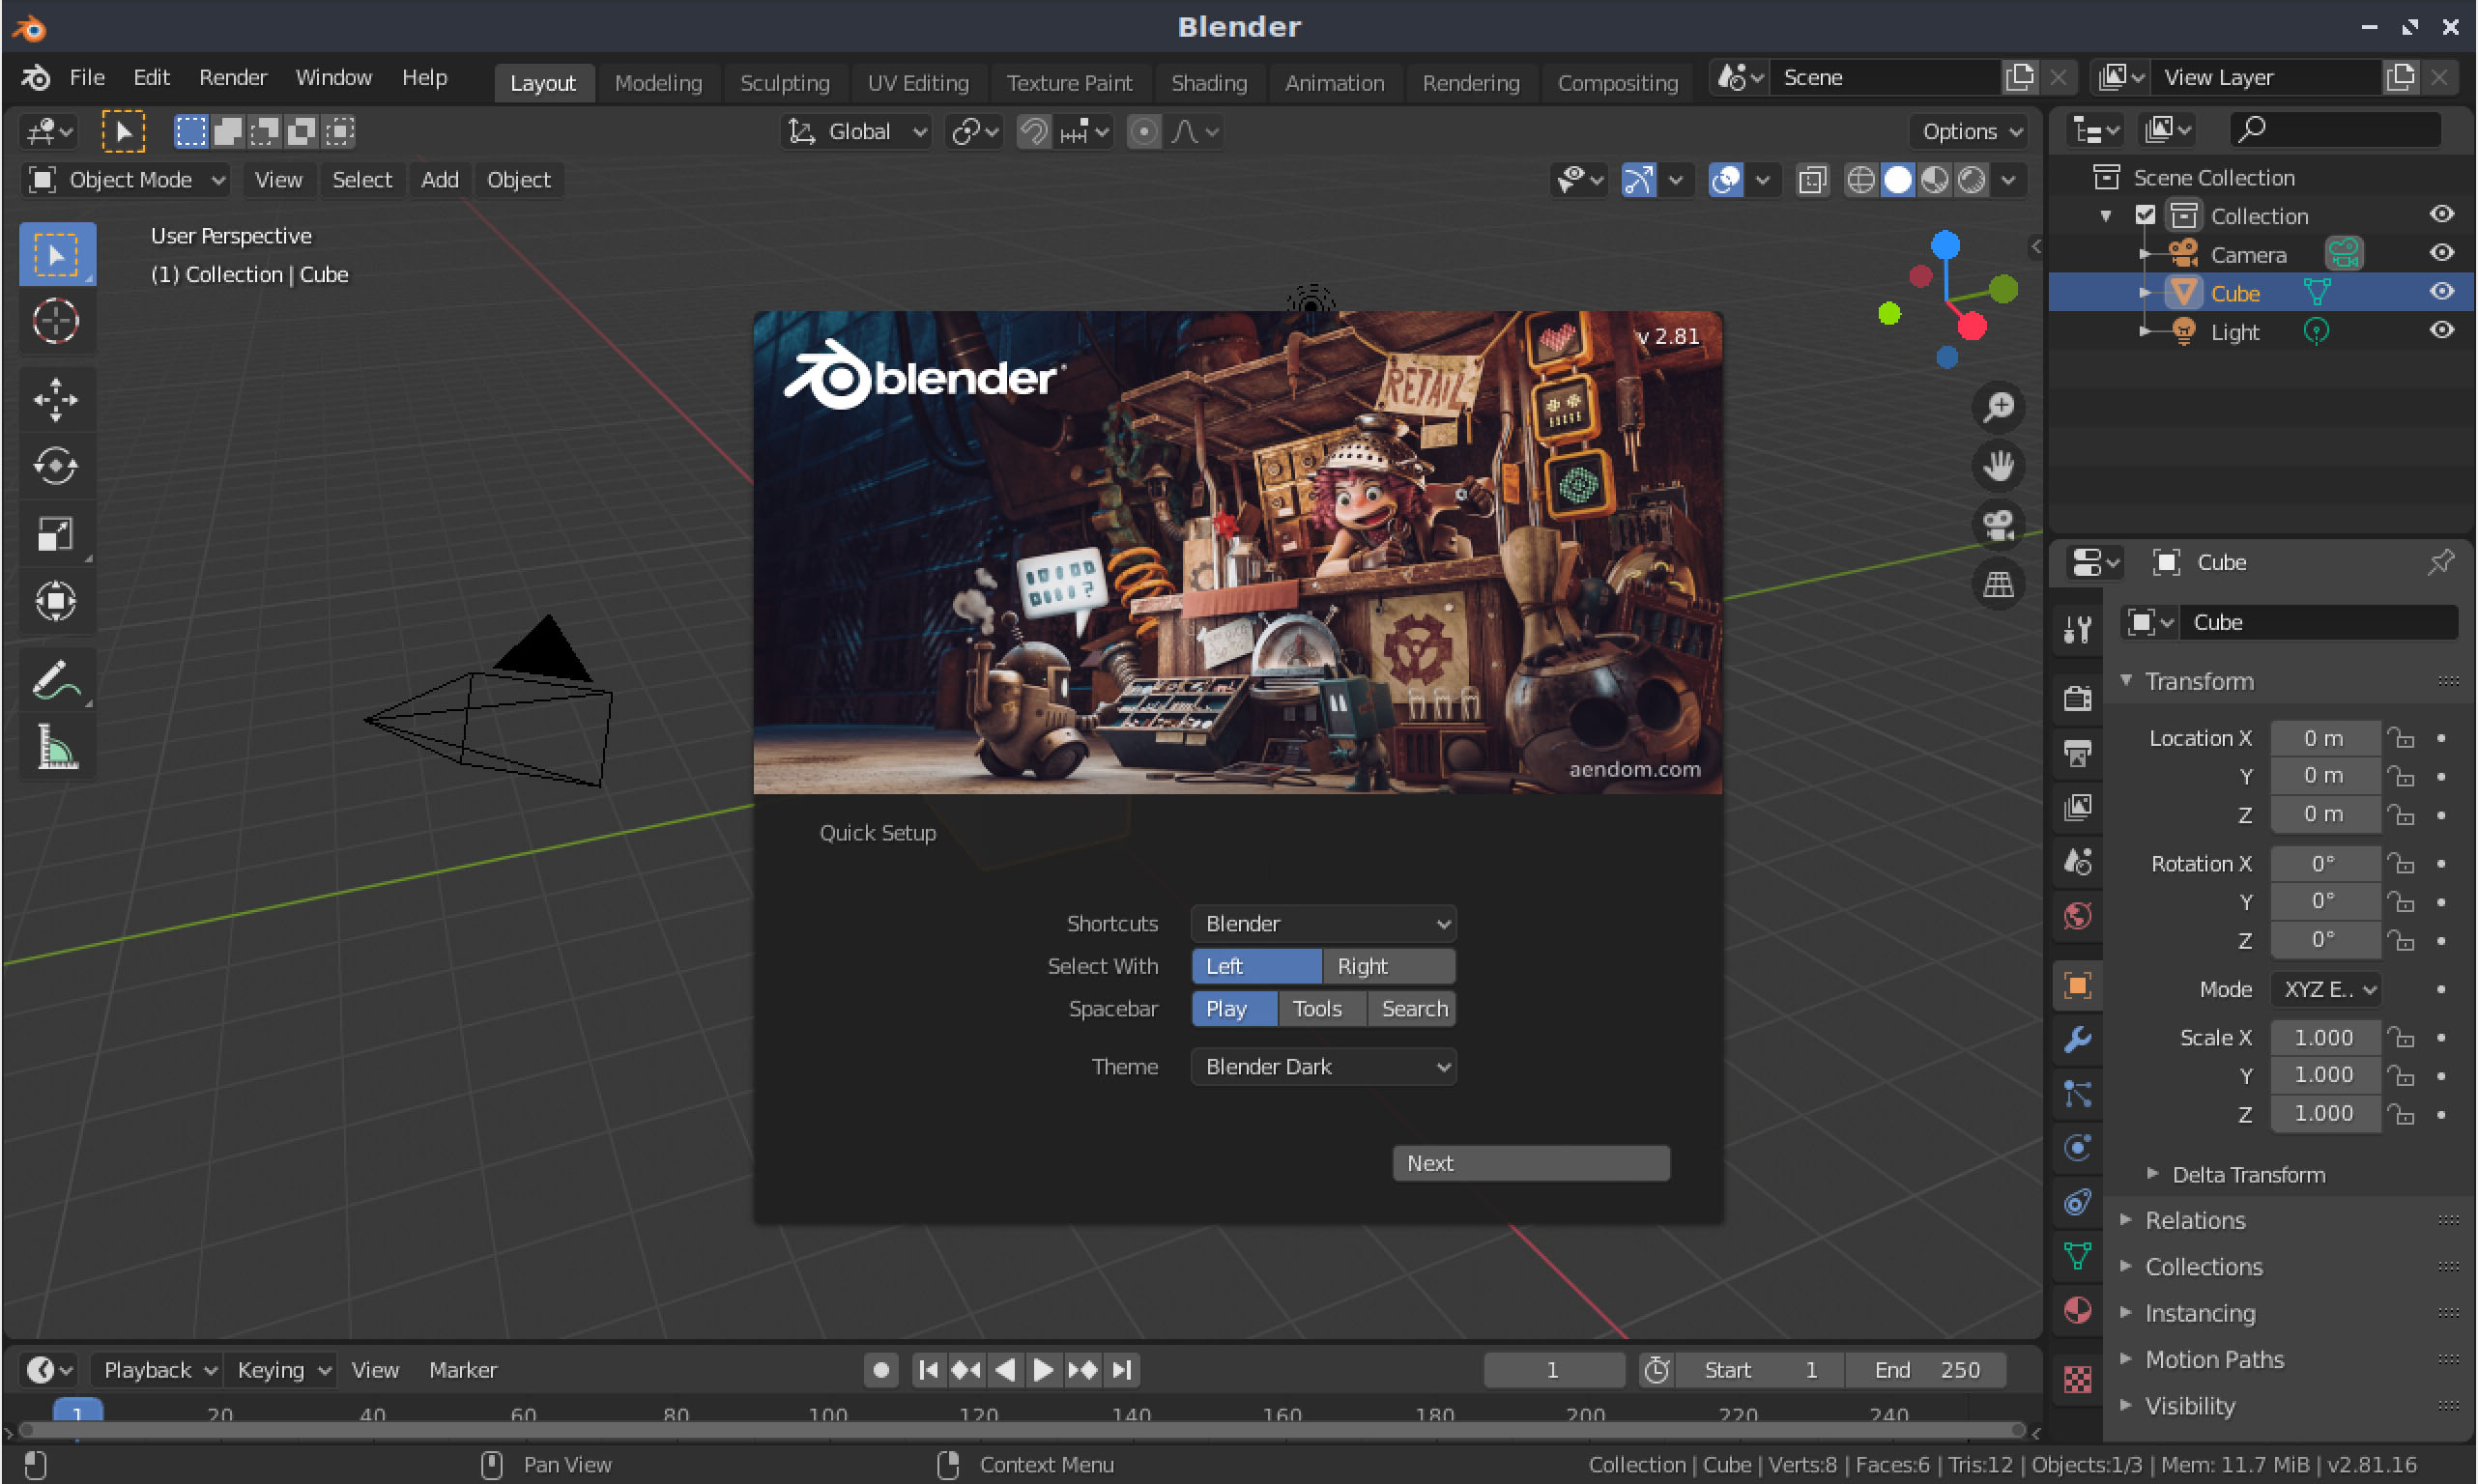 Blender
File Edit Render Window Help Layout Modeling Sculpting UV Editing Texture Paint Shading Animation Rendering Compositing Scene View Layer
Global Options
Object Mode View Select Add Object
User Perspective
(1) Collection | Cube
blender
v 2.81
RETAIL
aendom.com
Quick Setup
Shortcuts Blender
Select With Left Right
Spacebar Play Tools Search
Theme Blender Dark
Next
Scene Collection
Collection
Camera
Cube
Light
Cube
Cube
Transform
Location X 0 m
Y 0 m
Z 0 m
Rotation X 0°
Y 0°
Z 0°
Mode XYZ E..
Scale X 1.000
Y 1.000
Z 1.000
Delta Transform
Relations
Collections
Instancing
Motion Paths
Visibility
Playback Keying View Marker 1 Start 1 End 250
1 20 40 60 80 100 120 140 160 180 200 220 240
Pan View Context Menu Collection | Cube | Verts:8 | Faces:6 | Tris:12 | Objects:1/3 | Mem: 11.7 MiB | v2.81.16